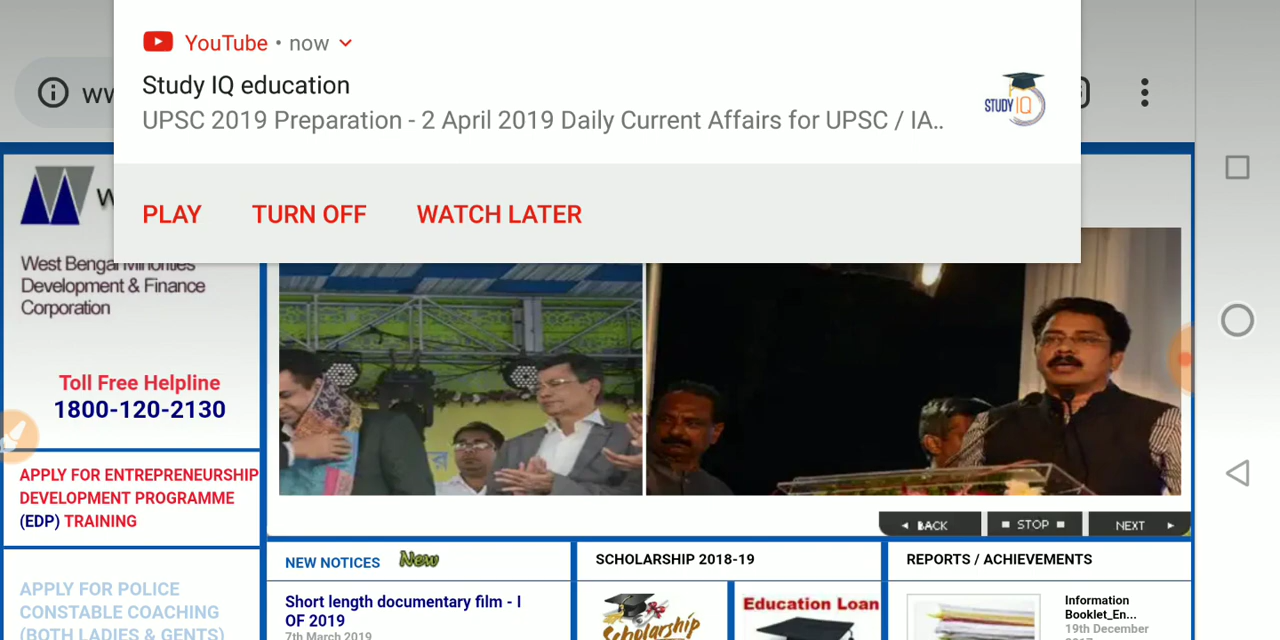 YouTube • now
Study IQ education
STUDY IQ
UPSC 2019 Preparation - 2 April 2019 Daily Current Affairs for UPSC / IA..
PLAY
TURN OFF
WATCH LATER
West Bengal Minorities
Development & Finance
Corporation
Toll Free Helpline
1800-120-2130
APPLY FOR ENTREPRENEURSHIP
DEVELOPMENT PROGRAMME
(EDP) TRAINING
APPLY FOR POLICE
CONSTABLE COACHING
(BOTH LADIES & GENTS)
BACK
STOP
NEXT
NEW NOTICES New
Short length documentary film - I
OF 2019
7th March 2019
SCHOLARSHIP 2018-19
Scholarship
Education Loan
REPORTS / ACHIEVEMENTS
Information
Booklet_En...
19th December